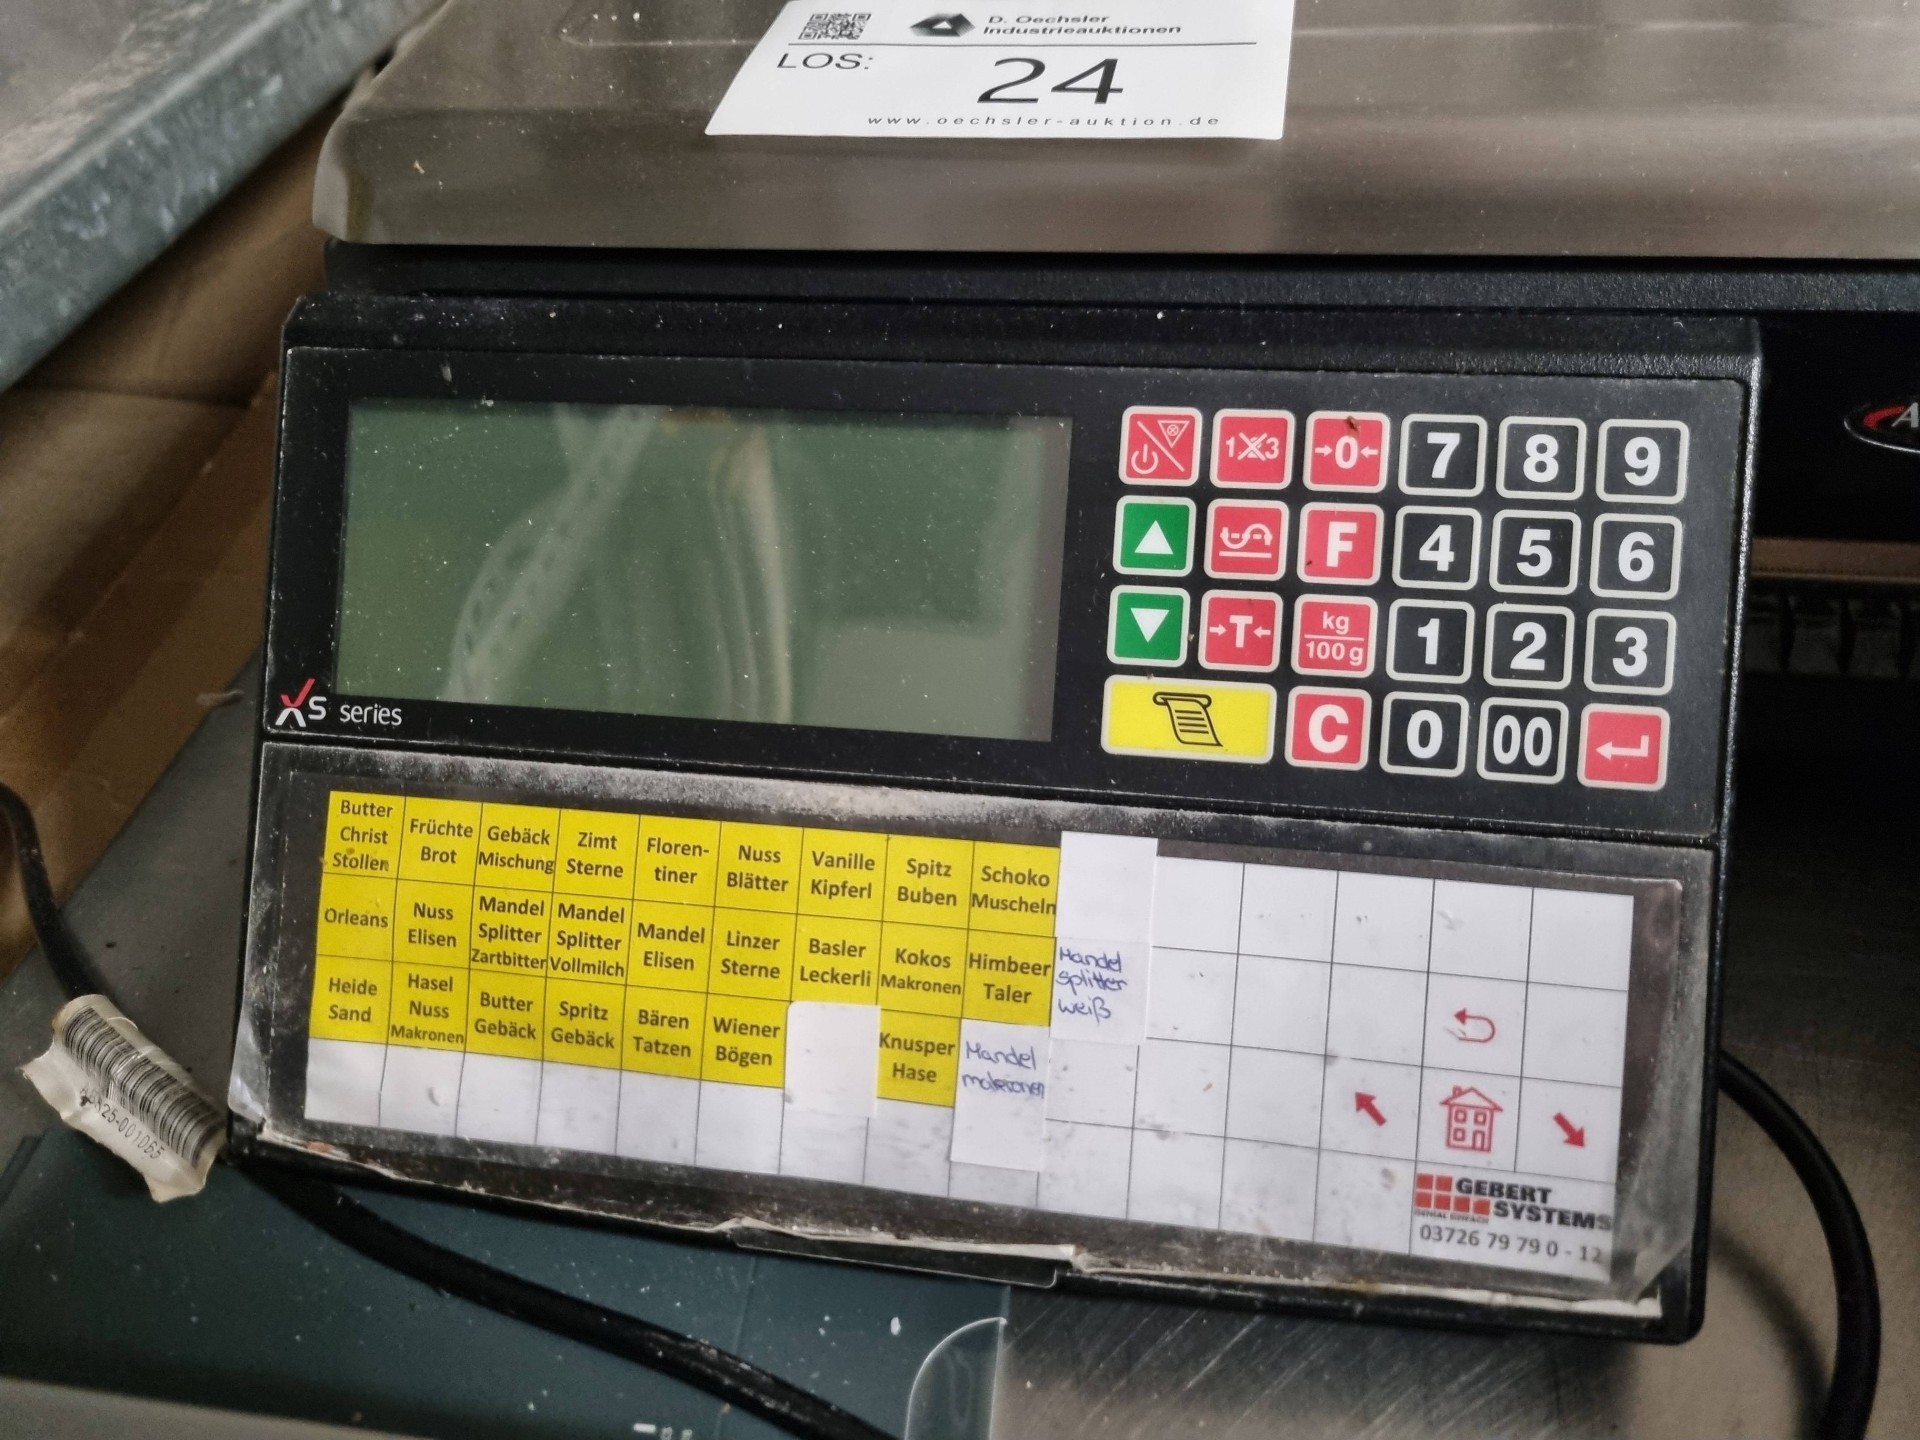 D. Oechsler
Industrieauktionen
LOS: 24
www.oechsler-auktion.de
1 3 →0← 7 8 9
F 4 5 6
→T← kg 1 2 3
100 g
C 0 00
XS series
Butter
Christ
Stollen
Früchte
Brot
Gebäck
Mischung
Zimt
Sterne
Floren-
tiner
Nuss
Blätter
Vanille
Kipferl
Spitz
Buben
Schoko
Muscheln
Orleans
Nuss
Elisen
Mandel
Splitter
Zartbitter
Mandel
Splitter
Vollmilch
Mandel
Elisen
Linzer
Sterne
Basler
Leckerli
Kokos
Makronen
Himbeer
Taler
Mandel
splitter
weiß
Heide
Sand
Hasel
Nuss
Makronen
Butter
Gebäck
Spritz
Gebäck
Bären
Tatzen
Wiener
Bögen
Knusper
Hase
Mandel
makronen
GEBERT
SYSTEMS
03726 79 79 0 - 12